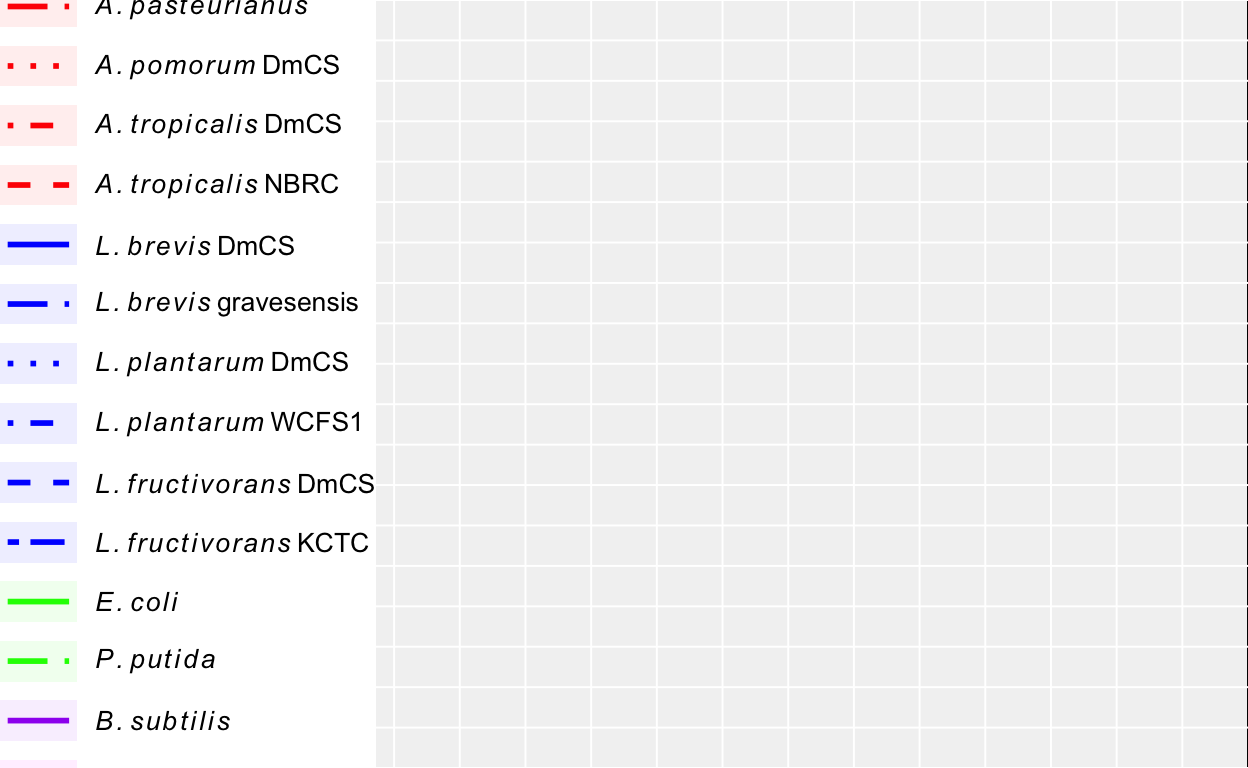 A. pasteurianus
A. pomorum DmCS
A. tropicalis DmCS
A. tropicalis NBRC
L. brevis DmCS
L. brevis gravesensis
L. plantarum DmCS
L. plantarum WCFS1
L. fructivorans DmCS
L. fructivorans KCTC
E. coli
P. putida
B. subtilis